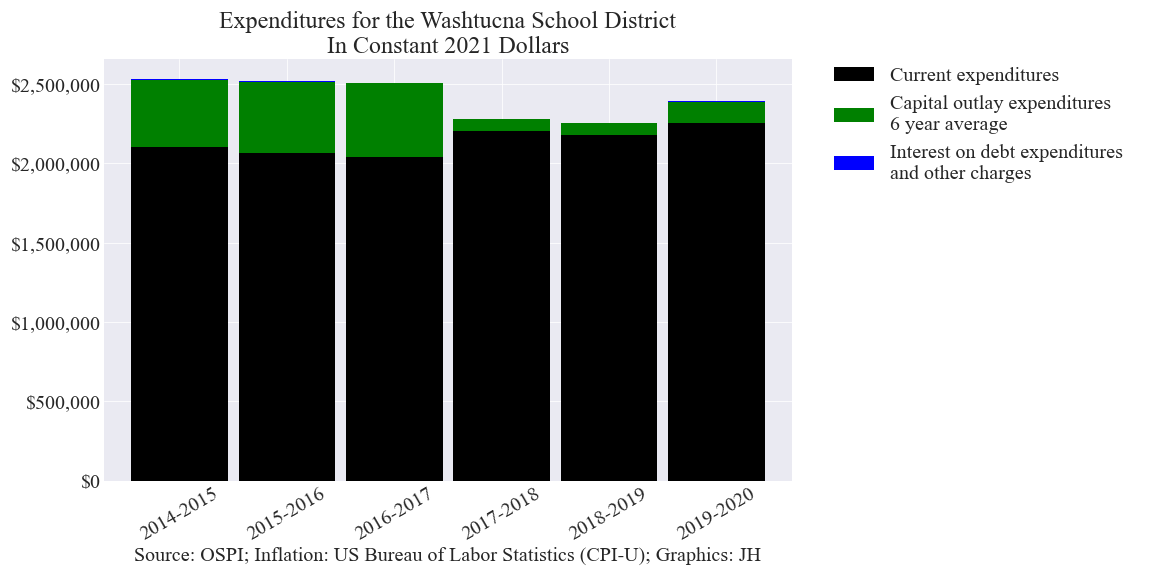 Expenditures for the Washtucna School District
In Constant 2021 Dollars
$2,500,000
$2,000,000
$1,500,000
$1,000,000
$500,000
$0
2014-2015
2015-2016
2016-2017
2017-2018
2018-2019
2019-2020
Source: OSPI; Inflation: US Bureau of Labor Statistics (CPI-U); Graphics: JH
Current expenditures
Capital outlay expenditures
6 year average
Interest on debt expenditures
and other charges